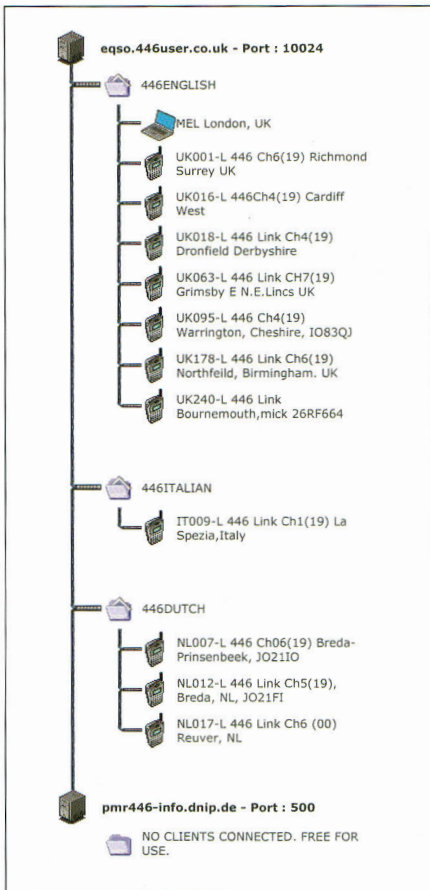 eqso.446user.co.uk - Port : 10024
446ENGLISH
MEL London, UK
UK001-L 446 Ch6(19) Richmond
Surrey UK
UK016-L 446Ch4(19) Cardiff
West
UK018-L 446 Link Ch4(19)
Dronfield Derbyshire
UK063-L 446 Link CH7(19)
Grimsby E N.E.Lincs UK
UK095-L 446 Ch4(19)
Warrington, Cheshire, IO83QJ
UK178-L 446 Link Ch6(19)
Northfeild, Birmingham. UK
UK240-L 446 Link
Bournemouth,mick 26RF664
446ITALIAN
IT009-L 446 Link Ch1(19) La
Spezia,Italy
446DUTCH
NL007-L 446 Ch06(19) Breda-
Prinsenbeek, JO21IO
NL012-L 446 Link Ch5(19),
Breda, NL, JO21FI
NL017-L 446 Link Ch6 (00)
Reuver, NL
pmr446-info.dnip.de - Port : 500
NO CLIENTS CONNECTED. FREE FOR
USE.